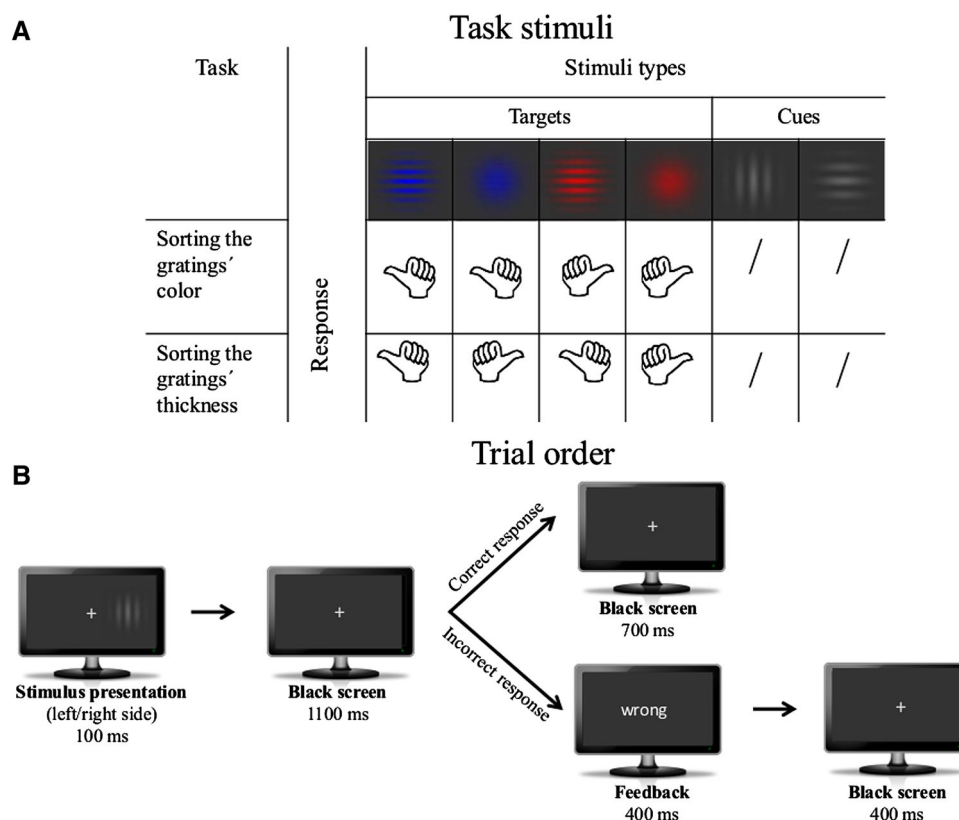 A
Task stimuli
Task
Stimuli types
Targets
Cues
Response
Sorting the
gratings´
color
/
/
Sorting the
gratings´
thickness
/
/
Trial order
B
+
Stimulus presentation
(left/right side)
100 ms
+
Black screen
1100 ms
Correct response
+
Black screen
700 ms
Incorrect response
wrong
Feedback
400 ms
+
Black screen
400 ms